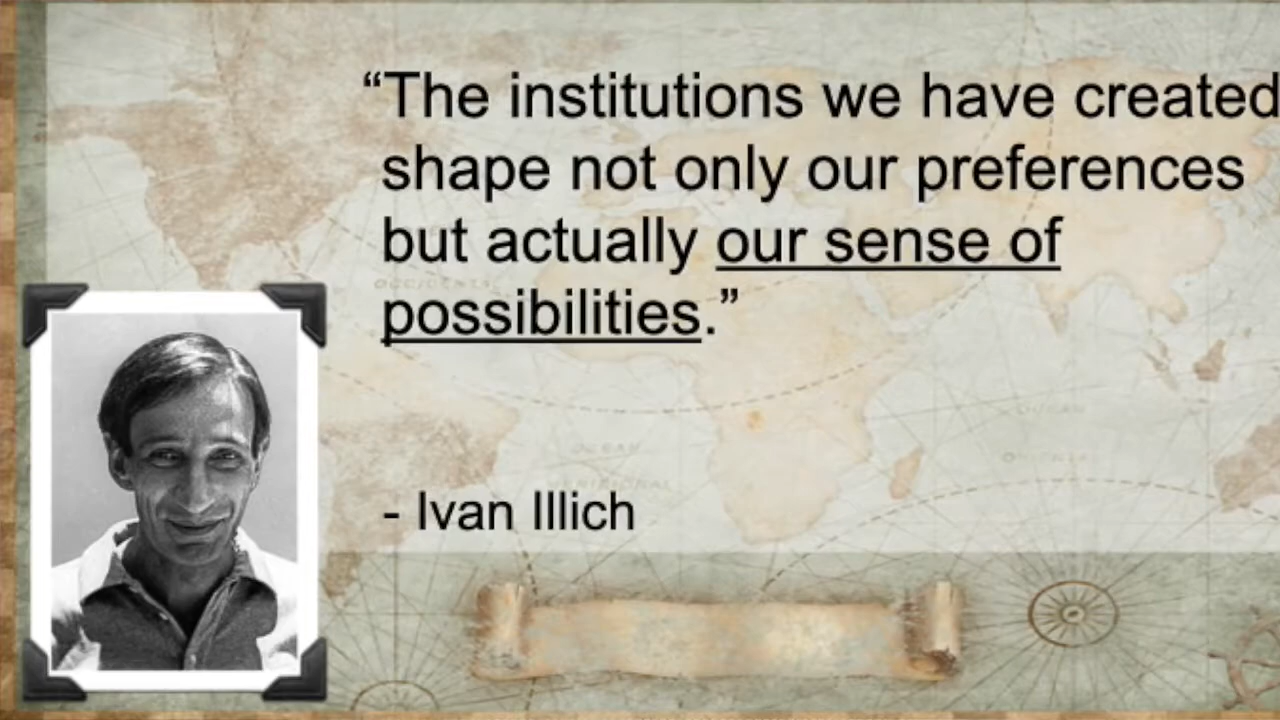 “The institutions we have created
shape not only our preferences
but actually our sense of
possibilities.”
- Ivan Illich